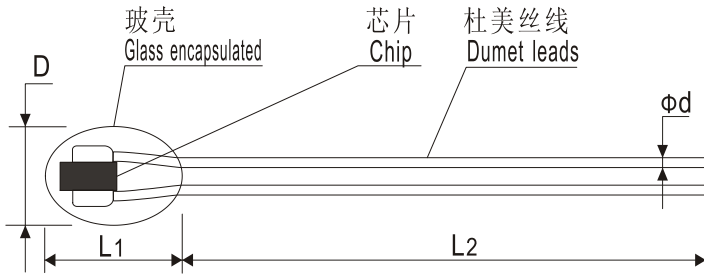 玻壳
Glass encapsulated
芯片
Chip
杜美丝线
Dumet leads
D
Φd
L1
L2